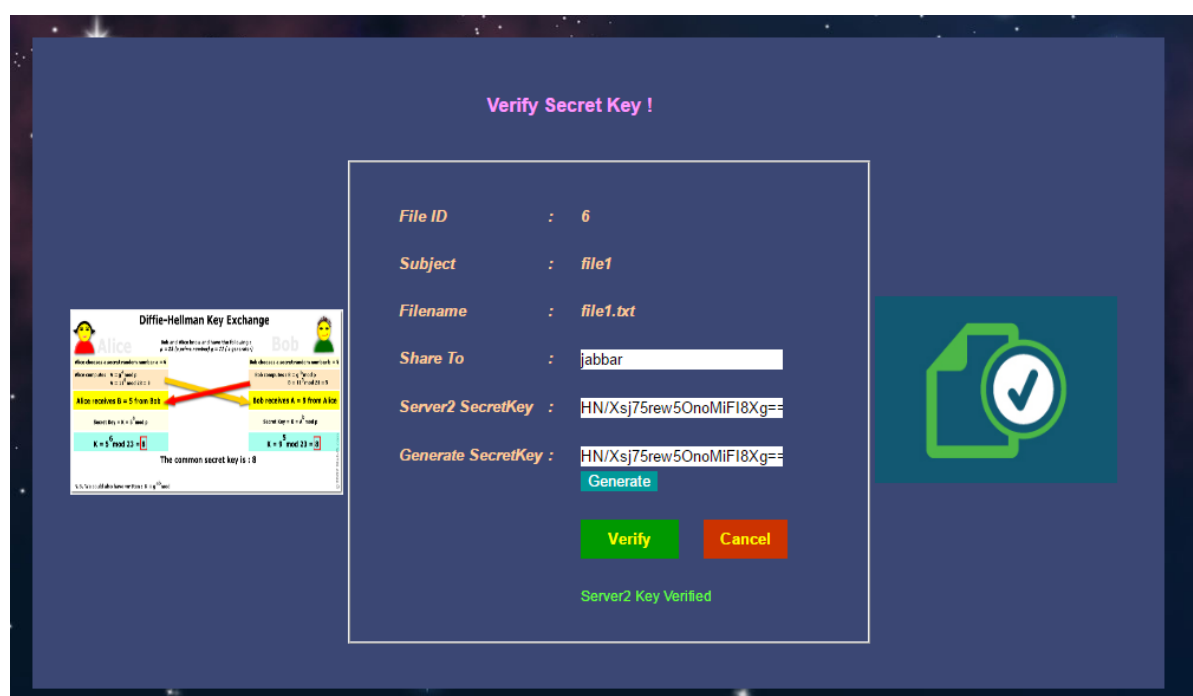 Verify Secret Key !
File ID : 6
Subject : file1
Filename : file1.txt
Share To : jabbar
Server2 SecretKey : HN/Xsj75rew5OnoMiFI8Xg==
Generate SecretKey : HN/Xsj75rew5OnoMiFI8Xg==
Generate
Verify Cancel
Server2 Key Verified
Diffie-Hellman Key Exchange
Alice Bob
Alice receives B = 5 from Bob
Bob receives A = 9 from Alice
The common secret key is : 8